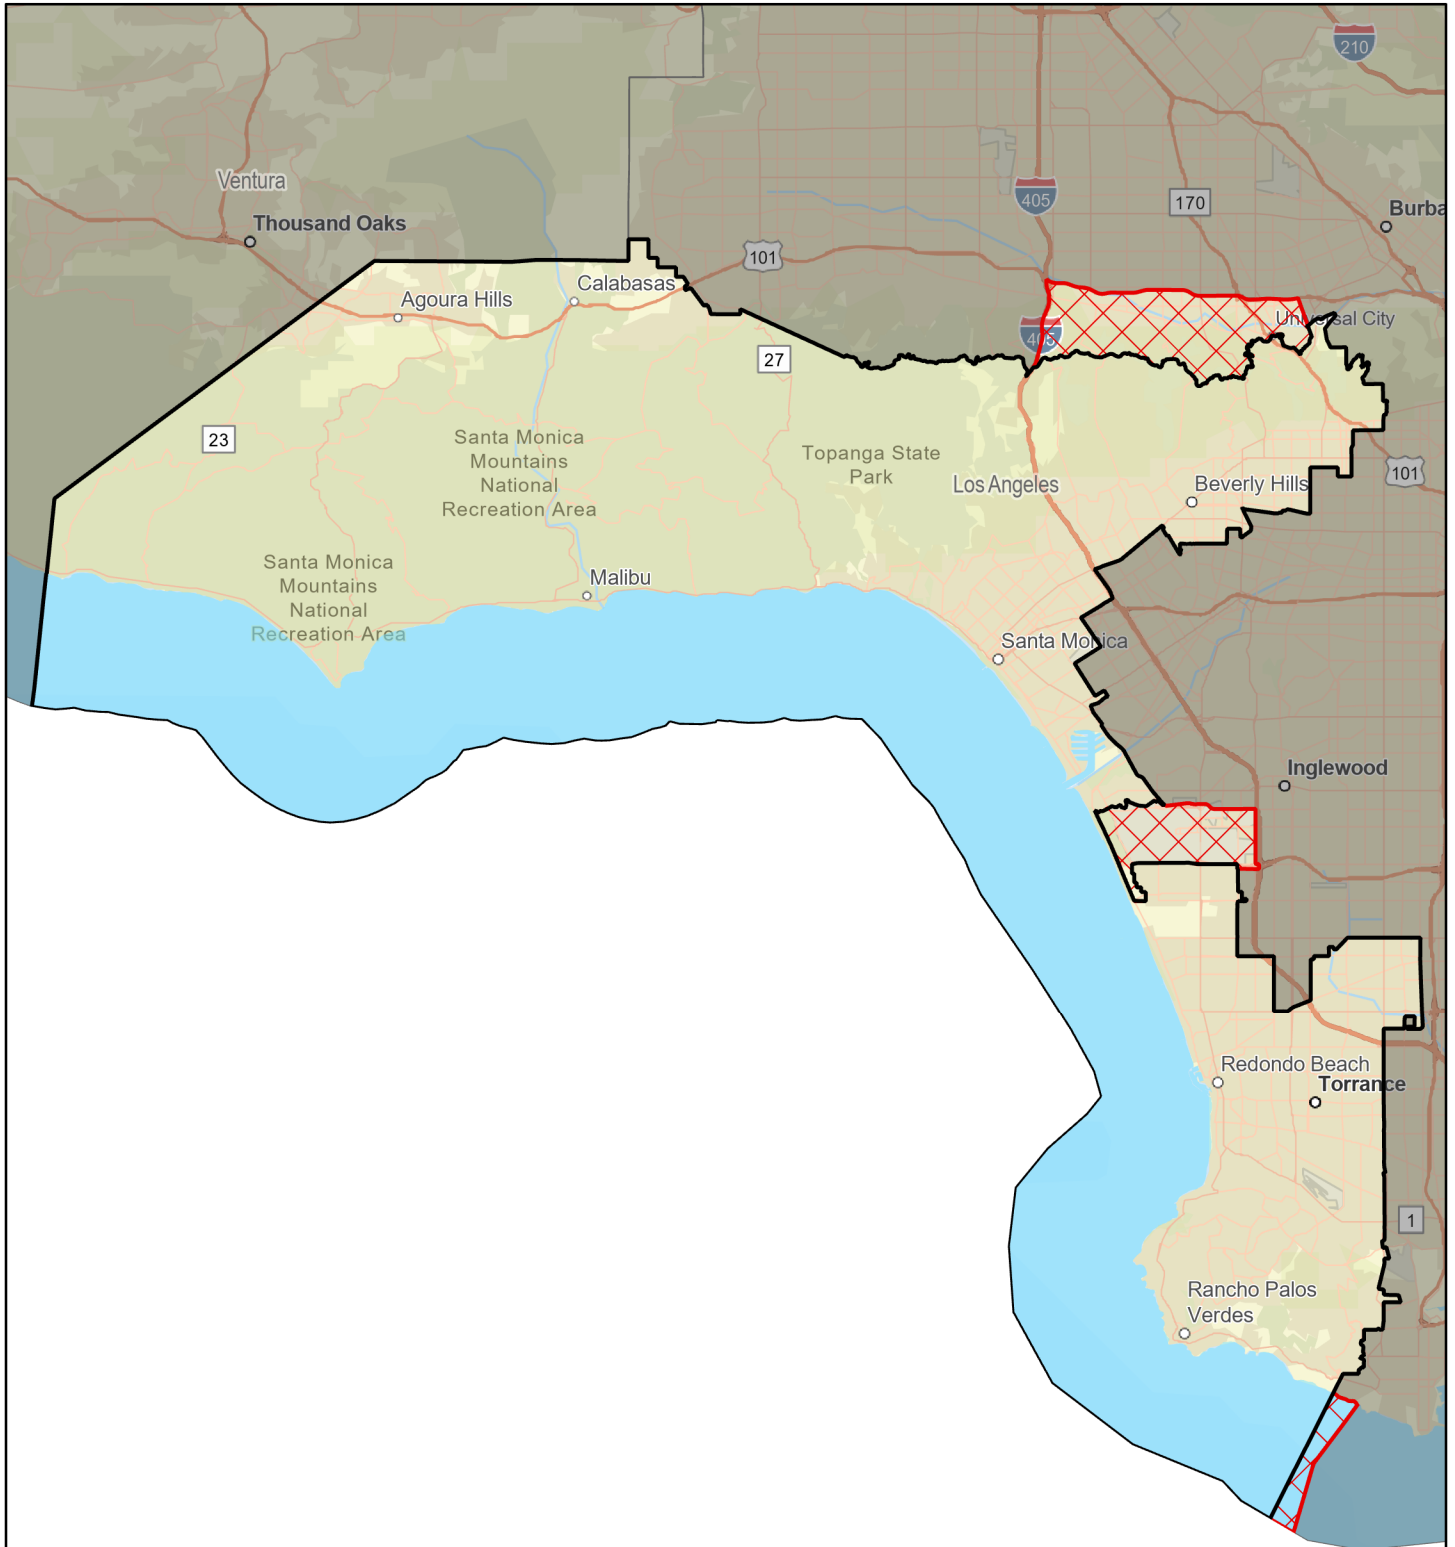 210
Ventura
405
170
Thousand Oaks
Burba
101
Calabasas
Agoura Hills
Universal City
405
27
23
Santa Monica
Mountains
National
Recreation Area
Topanga State
Park
Los Angeles
Beverly Hills
101
Santa Monica
Mountains
National
Recreation Area
Malibu
Santa Monica
Inglewood
Redondo Beach
Torrance
1
Rancho Palos
Verdes